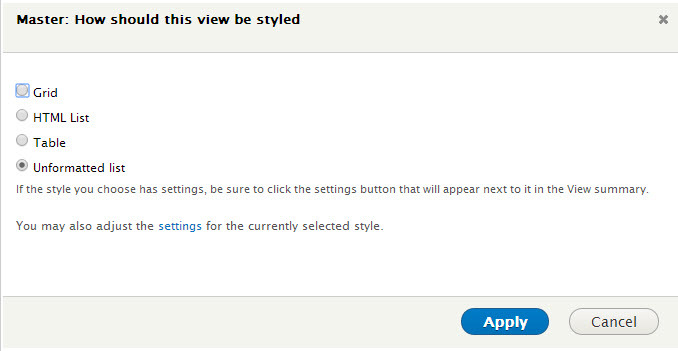 Master: How should this view be styled
Grid
HTML List
Table
Unformatted list
If the style you choose has settings, be sure to click the settings button that will appear next to it in the View summary.
You may also adjust the settings for the currently selected style.
Apply Cancel